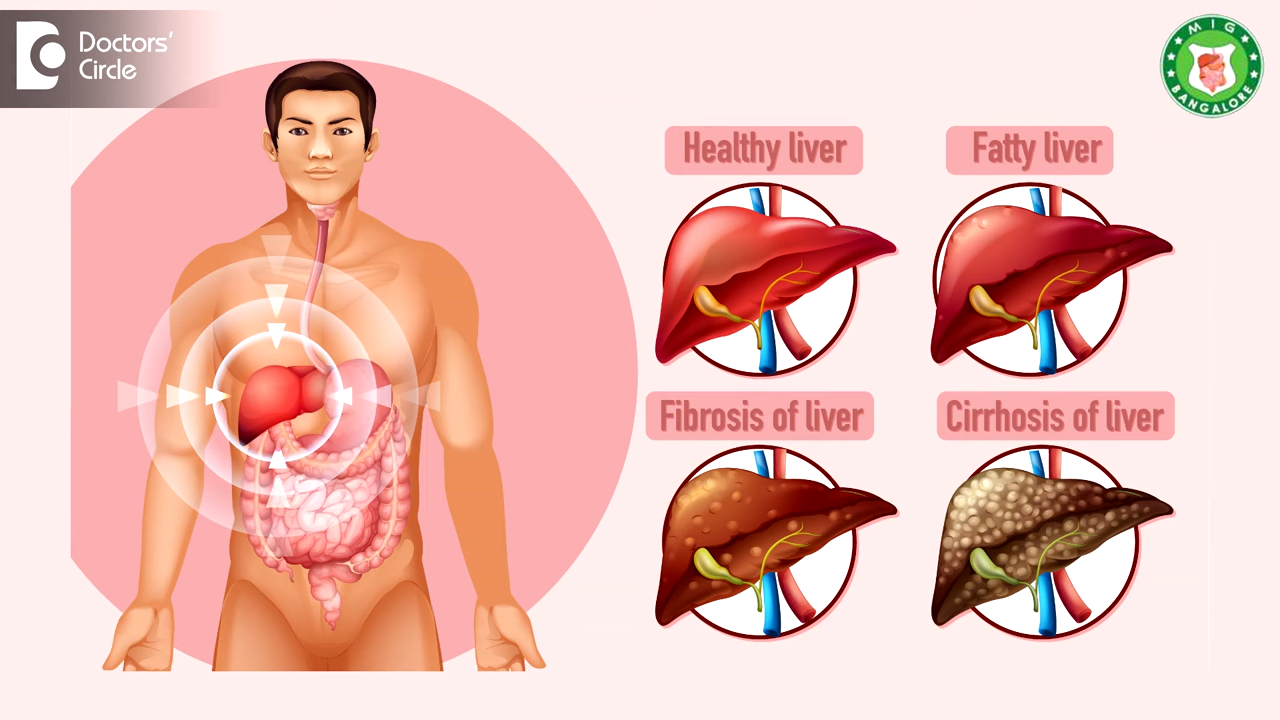 Doctors'
Circle
MIG
BANGALORE
Healthy liver
Fatty liver
Fibrosis of liver
Cirrhosis of liver